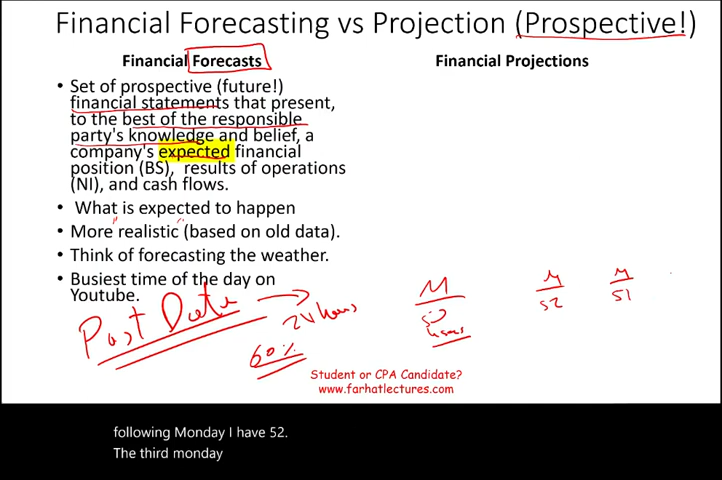 Financial Forecasting vs Projection (Prospective!)
Financial Forecasts
• Set of prospective (future!)
financial statements that present,
to the best of the responsible
party's knowledge and belief, a
company's expected financial
position (BS), results of operations
(NI), and cash flows.
• What is expected to happen
• More realistic (based on old data).
• Think of forecasting the weather.
• Busiest time of the day on
Youtube.
Financial Projections
Past Data
24 hours
60%
M
50
M
52
M
51
Student or CPA Candidate?
www.farhatlectures.com
following Monday I have 52.
The third monday